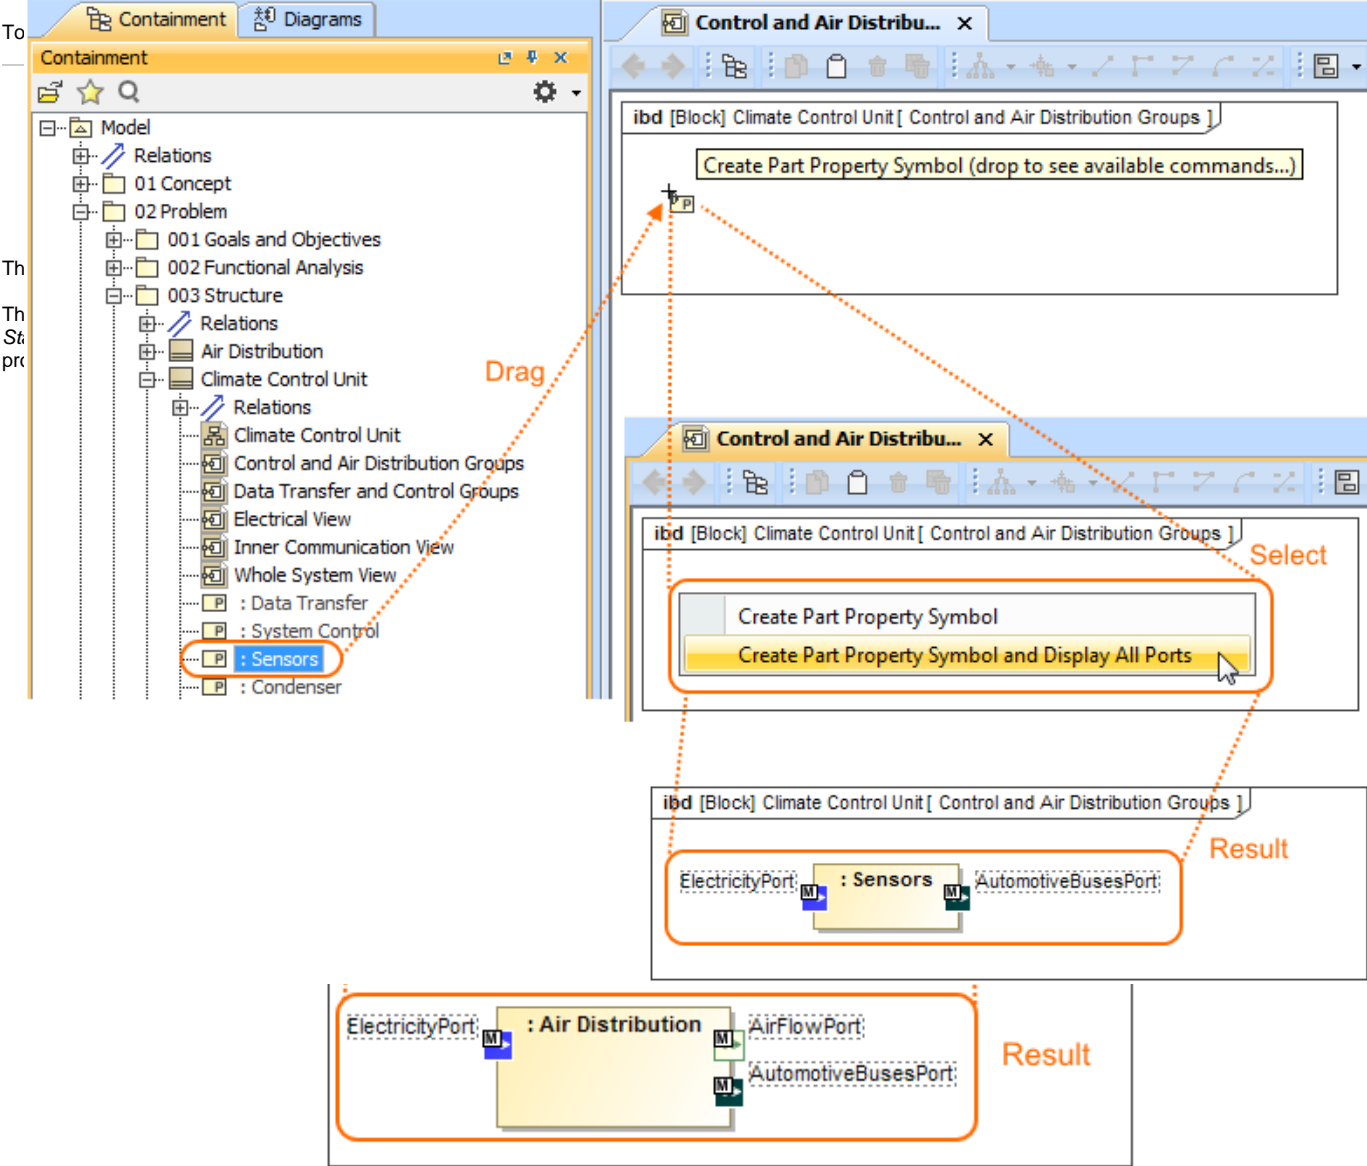 To
Th
Th
Sta
pro
Containment
Diagrams
Containment
Model
Relations
01 Concept
02 Problem
001 Goals and Objectives
002 Functional Analysis
003 Structure
Relations
Air Distribution
Climate Control Unit
Relations
Climate Control Unit
Control and Air Distribution Groups
Data Transfer and Control Groups
Electrical View
Inner Communication View
Whole System View
P : Data Transfer
P : System Control
P : Sensors
P : Condenser
Drag
Control and Air Distribu...
ibd [Block] Climate Control Unit [ Control and Air Distribution Groups ]
Create Part Property Symbol (drop to see available commands...)
P
Control and Air Distribu...
ibd [Block] Climate Control Unit [ Control and Air Distribution Groups ]
Select
Create Part Property Symbol
Create Part Property Symbol and Display All Ports
ibd [Block] Climate Control Unit [ Control and Air Distribution Groups ]
Result
ElectricityPort
M
: Sensors
M
AutomotiveBusesPort
ElectricityPort
M
: Air Distribution
M
AirFlowPort
M
AutomotiveBusesPort
Result